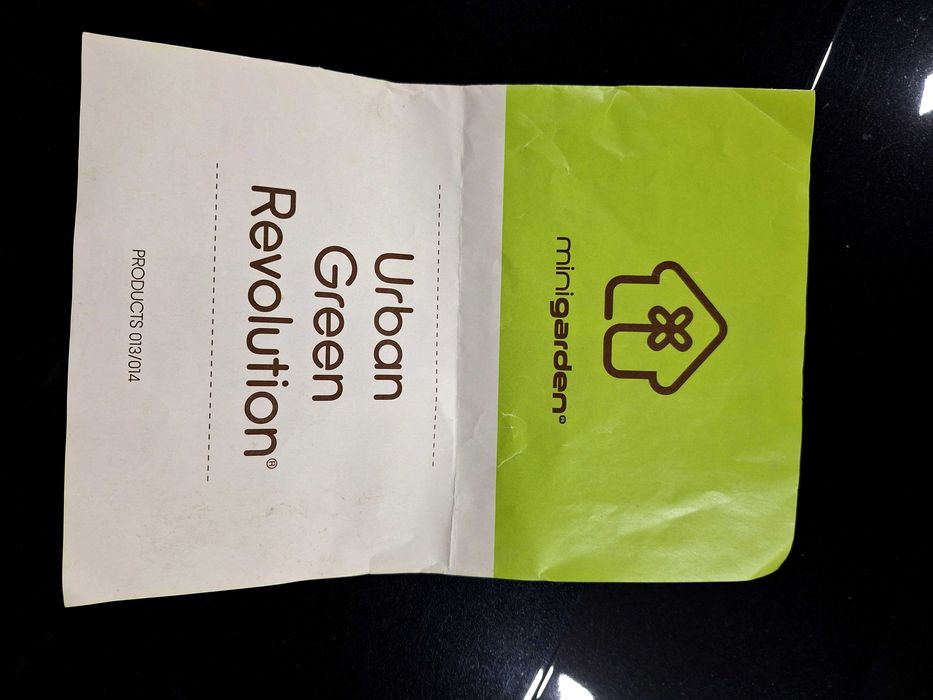 minigarden®
Urban
Green
Revolution®
PRODUCTS 013/014